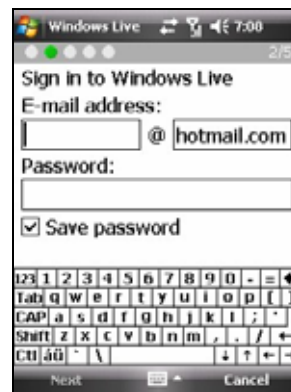 Windows Live 7:00
2/5
Sign in to Windows Live
E-mail address:
@ hotmail.com
Password:
Save password
123 1 2 3 4 5 6 7 8 9 0 - =
Tab q w e r t y u i o p [ ]
CAP a s d f g h j k l ; '
Shift z x c v b n m , . /
Ctl áü ` \
Next Cancel